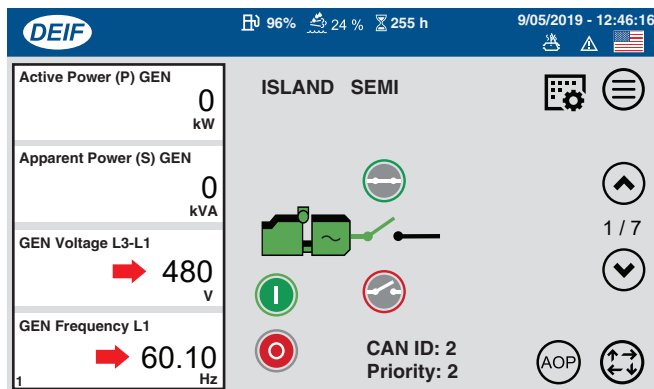 DEIF
96% 24 % 255 h
9/05/2019 - 12:46:16
Active Power (P) GEN
0
kW
Apparent Power (S) GEN
0
kVA
GEN Voltage L3-L1
480
V
GEN Frequency L1
60.10
Hz
1
ISLAND SEMI
1 / 7
CAN ID: 2
Priority: 2
AOP